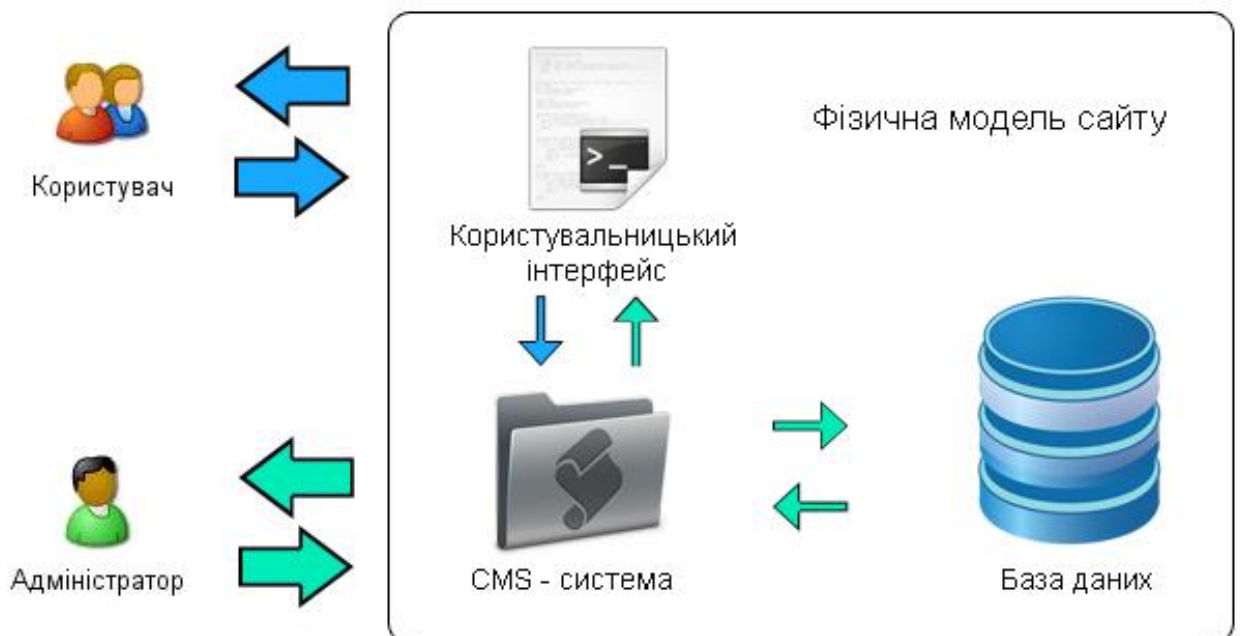 Фізична модель сайту
Користувач
Користувальницький
інтерфейс
Адміністратор
CMS - система
База даних